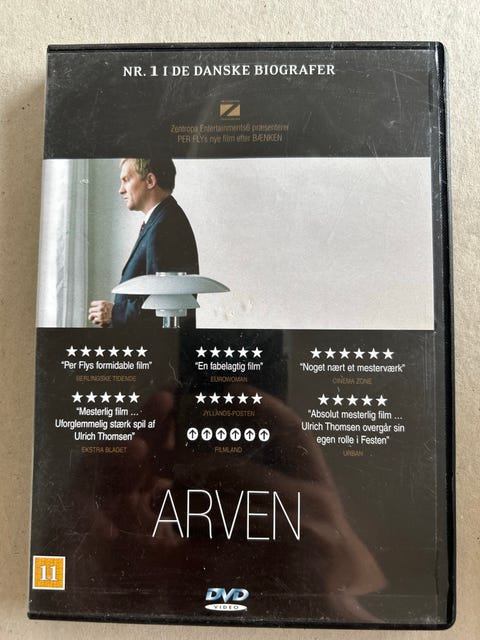 NR. 1 I DE DANSKE BIOGRAFER
Z
Zentropa Entertainments6 præsenterer
PER FLYs nye film efter BÆNKEN
"Per Flys formidable film"
BERLINGSKE TIDENDE
"En fabelagtig film"
EUROWOMAN
"Noget nært et mesterværk"
CINEMA ZONE
"Mesterlig film ...
Uforglemmelig stærk spil af
Ulrich Thomsen"
EKSTRA BLADET
JYLLANDS-POSTEN
FILMLAND
"Absolut mesterlig film ...
Ulrich Thomsen overgår sin
egen rolle i Festen"
URBAN
ARVEN
11
DVD
VIDEO